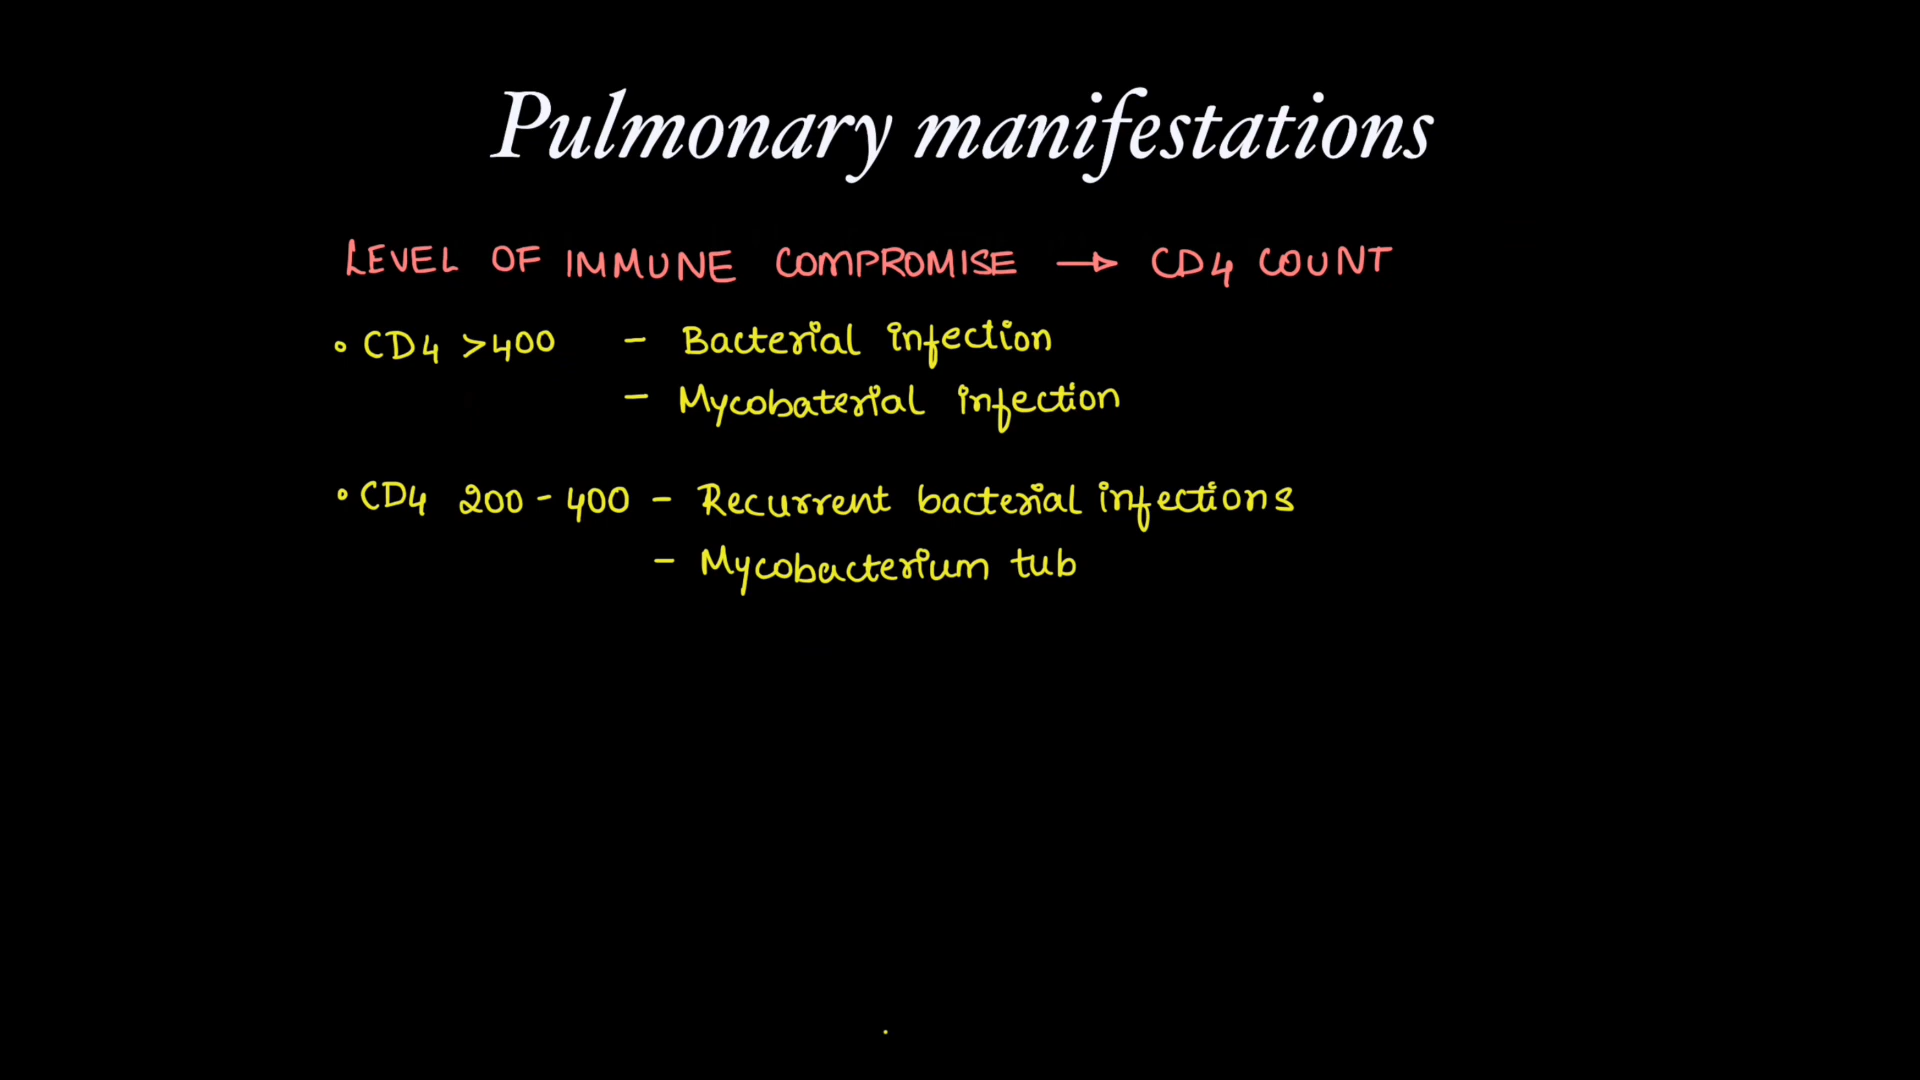 Pulmonary manifestations
LEVEL OF IMMUNE COMPROMISE → CD4 COUNT
• CD4 >400 - Bacterial infection
- Mycobaterial infection
• CD4 200 - 400 - Recurrent bacterial infections
- Mycobacterium tub